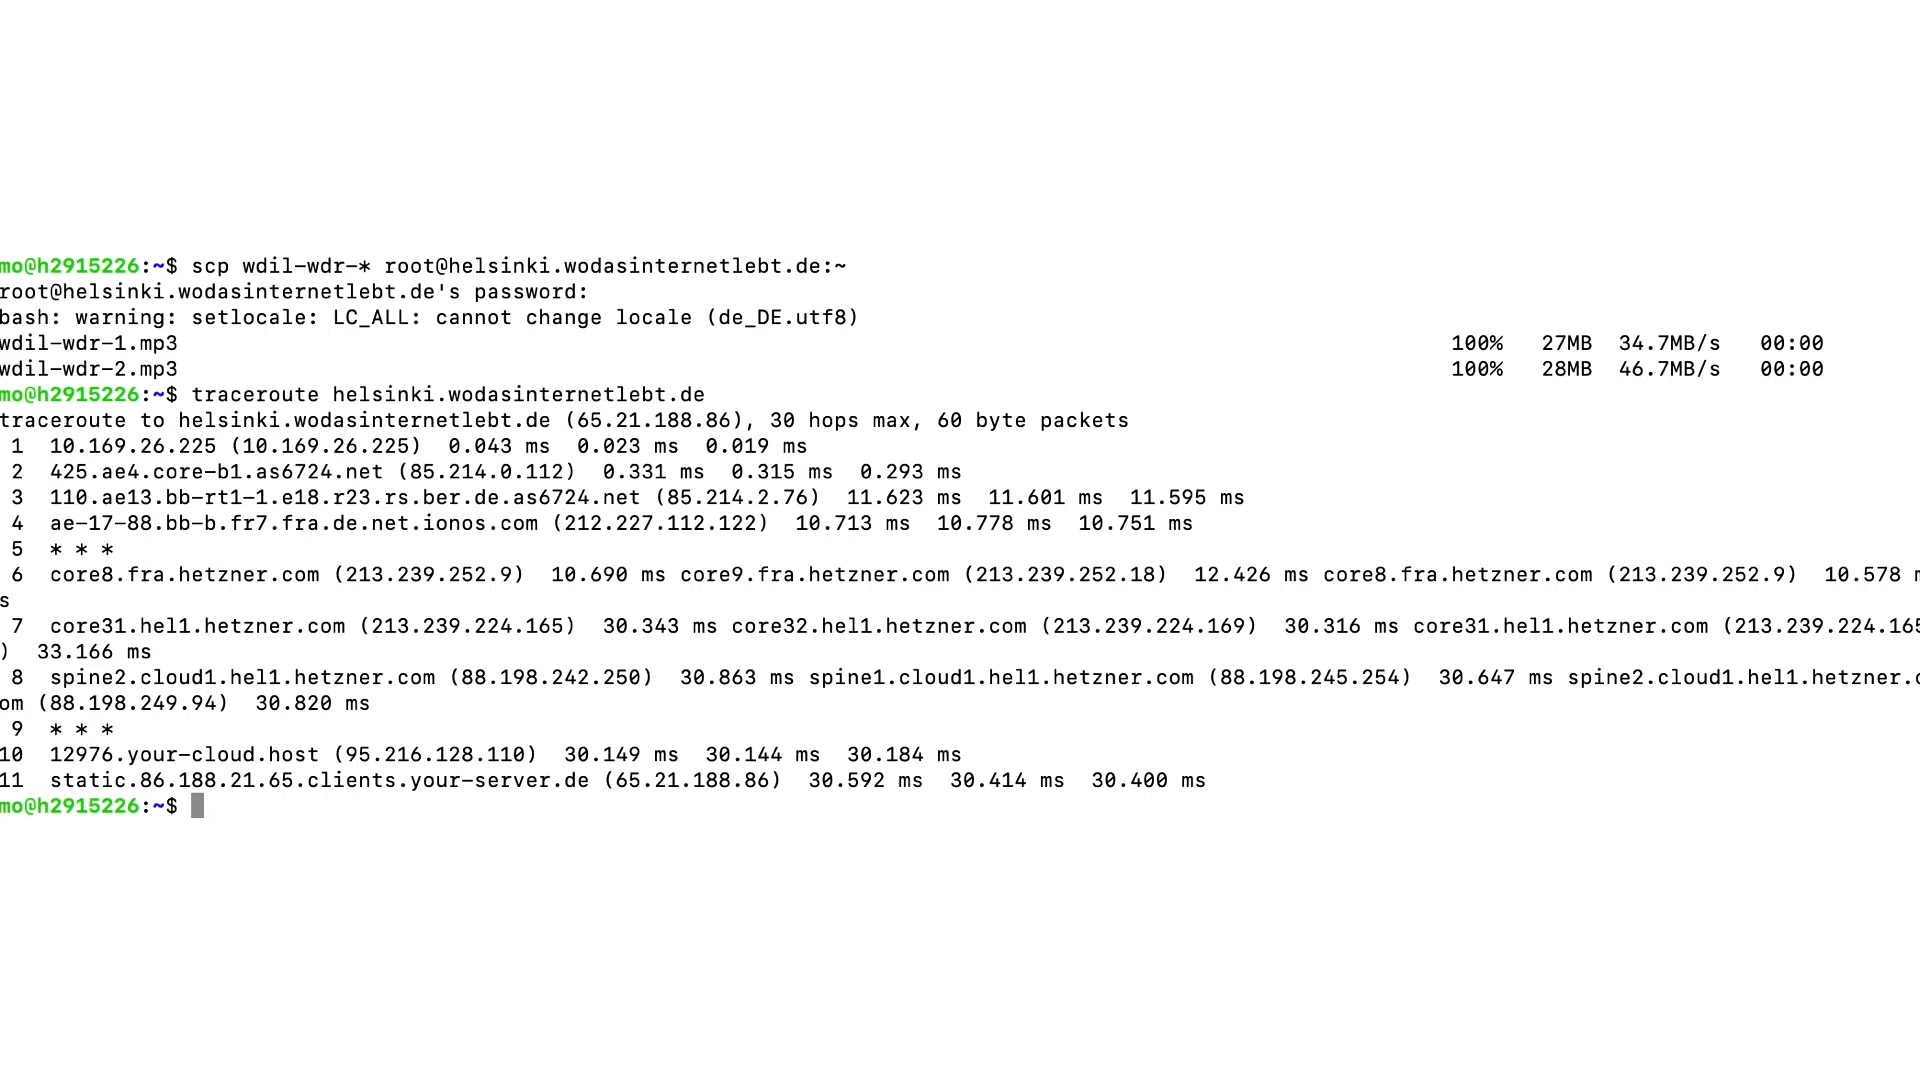 mo@h2915226:~$ scp wdil-wdr-* root@helsinki.wodasinternetlebt.de:~
root@helsinki.wodasinternetlebt.de's password:
bash: warning: setlocale: LC_ALL: cannot change locale (de_DE.utf8)
wdil-wdr-1.mp3 100% 27MB 34.7MB/s 00:00
wdil-wdr-2.mp3 100% 28MB 46.7MB/s 00:00
mo@h2915226:~$ traceroute helsinki.wodasinternetlebt.de
traceroute to helsinki.wodasinternetlebt.de (65.21.188.86), 30 hops max, 60 byte packets
1 10.169.26.225 (10.169.26.225) 0.043 ms 0.023 ms 0.019 ms
2 425.ae4.core-b1.as6724.net (85.214.0.112) 0.331 ms 0.315 ms 0.293 ms
3 110.ae13.bb-rt1-1.e18.r23.rs.ber.de.as6724.net (85.214.2.76) 11.623 ms 11.601 ms 11.595 ms
4 ae-17-88.bb-b.fr7.fra.de.net.ionos.com (212.227.112.122) 10.713 ms 10.778 ms 10.751 ms
5 * * *
6 core8.fra.hetzner.com (213.239.252.9) 10.690 ms core9.fra.hetzner.com (213.239.252.18) 12.426 ms core8.fra.hetzner.com (213.239.252.9) 10.578 m
s
7 core31.hel1.hetzner.com (213.239.224.165) 30.343 ms core32.hel1.hetzner.com (213.239.224.169) 30.316 ms core31.hel1.hetzner.com (213.239.224.165
) 33.166 ms
8 spine2.cloud1.hel1.hetzner.com (88.198.242.250) 30.863 ms spine1.cloud1.hel1.hetzner.com (88.198.245.254) 30.647 ms spine2.cloud1.hel1.hetzner.c
om (88.198.249.94) 30.820 ms
9 * * *
10 12976.your-cloud.host (95.216.128.110) 30.149 ms 30.144 ms 30.184 ms
11 static.86.188.21.65.clients.your-server.de (65.21.188.86) 30.592 ms 30.414 ms 30.400 ms
mo@h2915226:~$